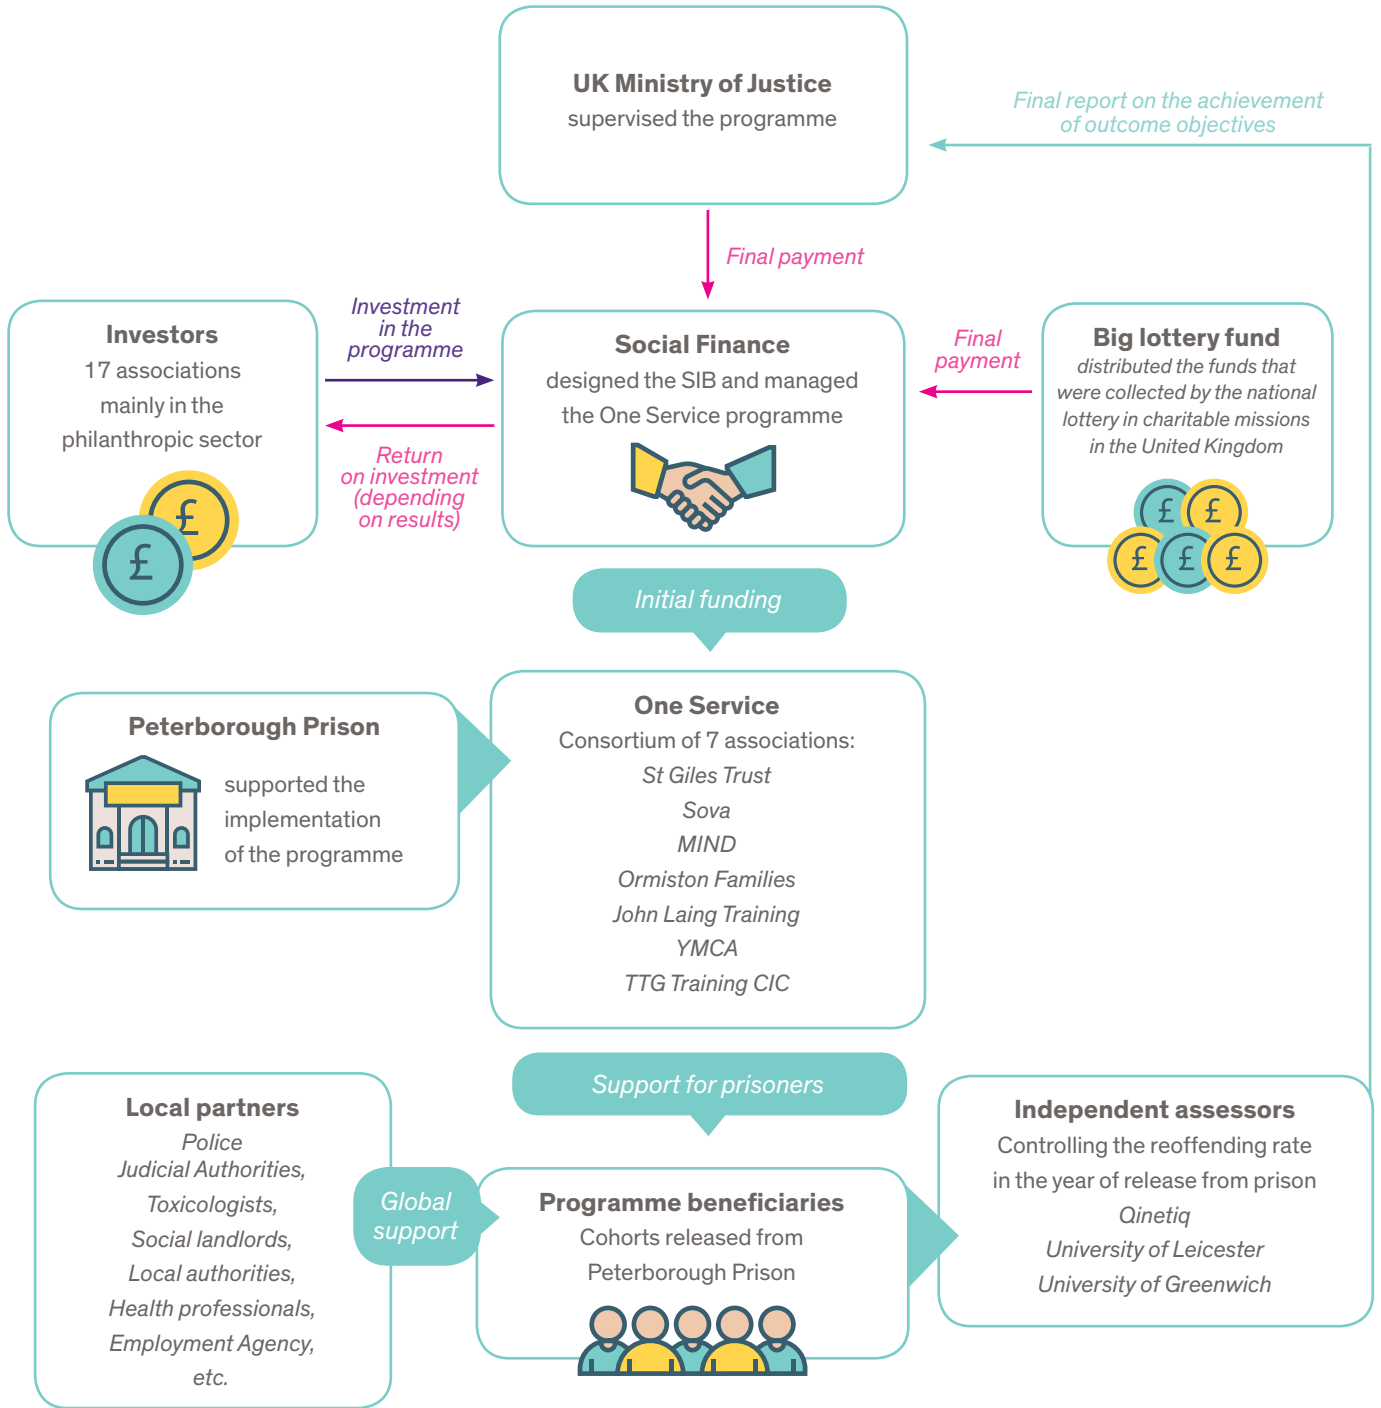 UK Ministry of Justice
supervised the programme
Final report on the achievement
of outcome objectives
Final payment
Investors
17 associations
mainly in the
philanthropic sector
£
£
Investment
in the
programme
Return
on investment
(depending
on results)
Social Finance
designed the SIB and managed
the One Service programme
Final
payment
Big lottery fund
distributed the funds that
were collected by the national
lottery in charitable missions
in the United Kingdom
£ £
£ £ £
Initial funding
Peterborough Prison
supported the
implementation
of the programme
One Service
Consortium of 7 associations:
St Giles Trust
Sova
MIND
Ormiston Families
John Laing Training
YMCA
TTG Training CIC
Support for prisoners
Local partners
Police
Judicial Authorities,
Toxicologists,
Social landlords,
Local authorities,
Health professionals,
Employment Agency,
etc.
Global
support
Programme beneficiaries
Cohorts released from
Peterborough Prison
Independent assessors
Controlling the reoffending rate
in the year of release from prison
Qinetiq
University of Leicester
University of Greenwich